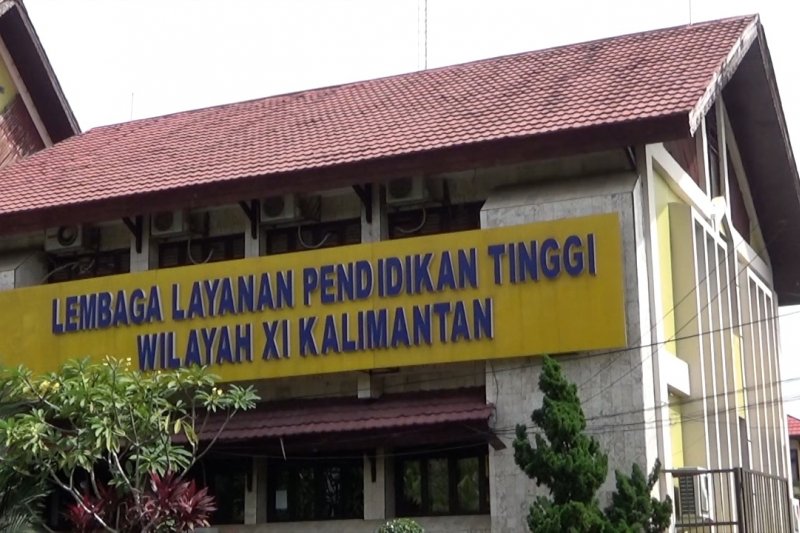 LEMBAGA LAYANAN PENDIDIKAN TINGGI
WILAYAH XI KALIMANTAN